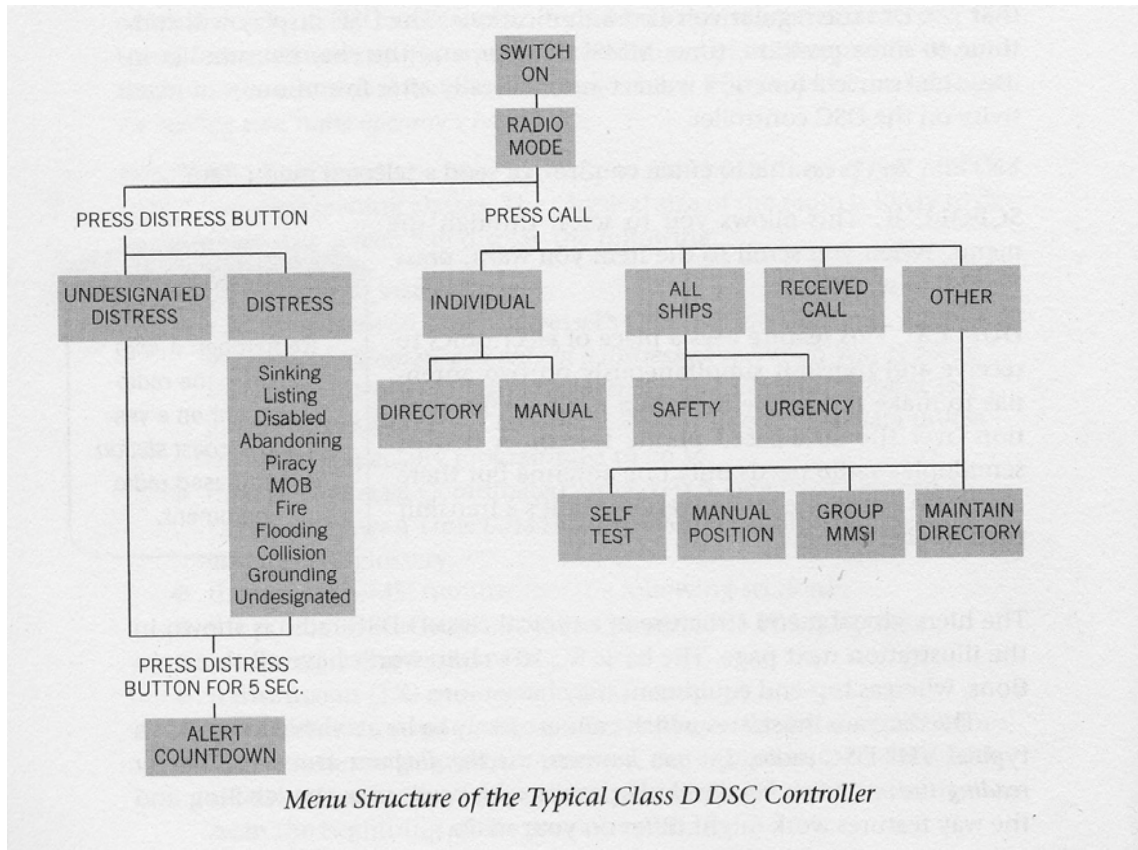 SWITCH
ON
RADIO
MODE
PRESS DISTRESS BUTTON
PRESS CALL
UNDESIGNATED
DISTRESS
DISTRESS
INDIVIDUAL
ALL
SHIPS
RECEIVED
CALL
OTHER
Sinking
Listing
Disabled
Abandoning
Piracy
MOB
Fire
Flooding
Collision
Grounding
Undesignated
DIRECTORY
MANUAL
SAFETY
URGENCY
SELF
TEST
MANUAL
POSITION
GROUP
MMSI
MAINTAIN
DIRECTORY
PRESS DISTRESS
BUTTON FOR 5 SEC.
ALERT
COUNTDOWN
Menu Structure of the Typical Class D DSC Controller